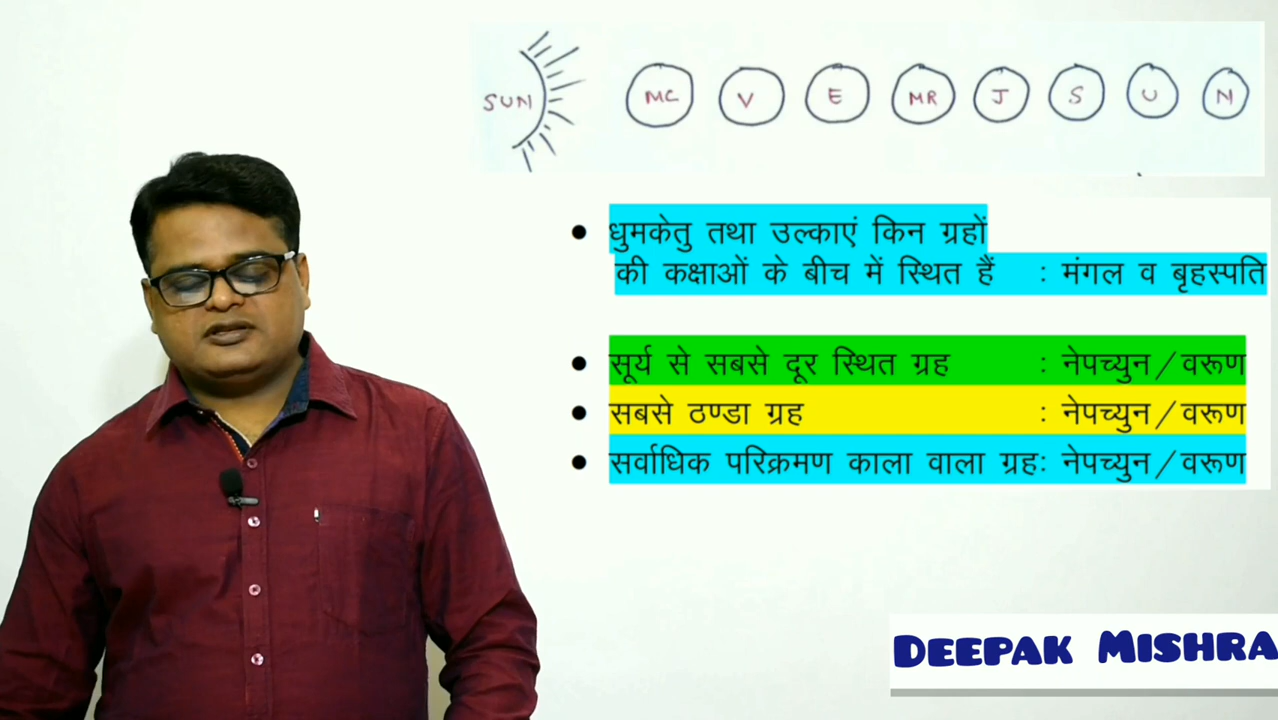 SUN MC V E MR J S U N
• धुमकेतु तथा उल्काएं किन ग्रहों
की कक्षाओं के बीच में स्थित हैं : मंगल व बृहस्पति
• सूर्य से सबसे दूर स्थित ग्रह : नेपच्युन/वरूण
• सबसे ठण्डा ग्रह : नेपच्युन/वरूण
• सर्वाधिक परिक्रमण काला वाला ग्रहः नेपच्युन/वरूण
DEEPAK MISHRA